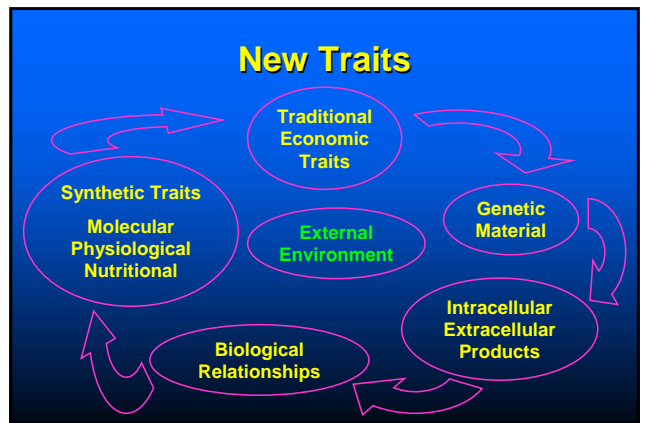 New Traits
Traditional
Economic
Traits
Genetic
Material
Intracellular
Extracellular
Products
Biological
Relationships
Synthetic Traits
Molecular
Physiological
Nutritional
External
Environment